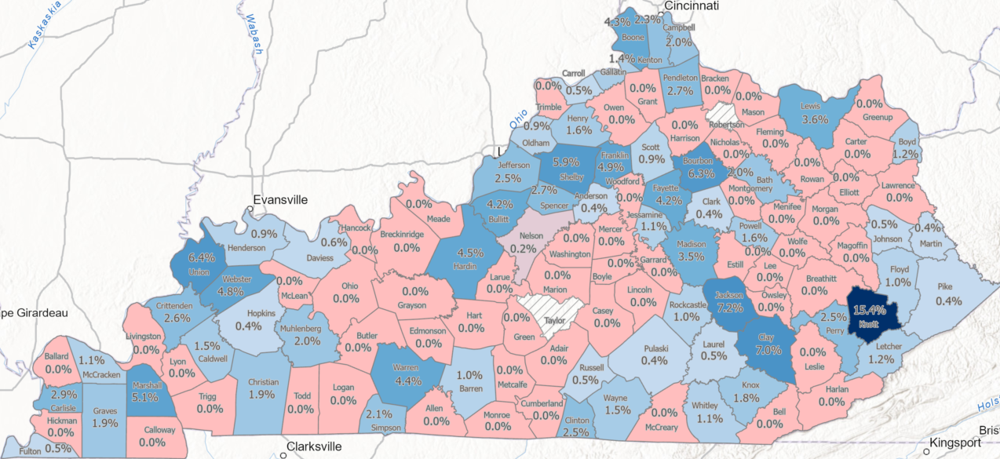 Kaskaskia
Wabash
Cincinnati
4.3%
2.3%
Boone
Campbell
2.0%
1.4%
Kenton
Gallatin
Carroll
0.5%
0.0%
Trimble
Pendleton
2.7%
Bracken
0.0%
0.0%
Grant
Owen
0.0%
0.0%
Mason
Robertson
Lewis
3.6%
0.0%
Greenup
Ohio
0.9%
Oldham
Henry
1.6%
0.0%
Harrison
Nicholas
0.0%
Fleming
0.0%
Carter
0.0%
Boyd
1.2%
L
Jefferson
2.5%
5.9%
Shelby
Franklin
4.9%
Scott
0.9%
Bourbon
6.3%
2.0%
Bath
Montgomery
0.0%
0.0%
Rowan
0.0%
Elliott
Lawrence
0.0%
Woodford
0.0%
Fayette
4.2%
Clark
0.4%
2.7%
Spencer
Anderson
0.4%
4.2%
Bullitt
Jessamine
1.1%
Menifee
0.0%
Morgan
0.0%
0.5%
Johnson
0.4%
Martin
Evansville
0.0%
Meade
Hancock
0.0%
Breckinridge
0.0%
0.9%
Henderson
0.6%
Daviess
Nelson
0.2%
0.0%
Washington
Mercer
0.0%
Madison
3.5%
Powell
1.6%
0.0%
Estill
Wolfe
0.0%
Magoffin
0.0%
6.4%
Union
Webster
4.8%
4.5%
Hardin
0.0%
Boyle
Garrard
0.0%
Lee
0.0%
Floyd
1.0%
Pike
0.4%
0.0%
McLean
Ohio
0.0%
0.0%
Grayson
Larue
0.0%
0.0%
Marion
Lincoln
0.0%
Breathitt
0.0%
Jackson
7.2%
Owsley
0.0%
15.4%
Knott
pe Girardeau
Crittenden
2.6%
Hopkins
0.4%
Muhlenberg
2.0%
Hart
0.0%
0.0%
Green
Taylor
Casey
0.0%
Rockcastle
1.0%
2.5%
Perry
Livingston
0.0%
1.5%
Caldwell
Butler
0.0%
Edmonson
0.0%
Adair
0.0%
Pulaski
0.4%
Laurel
0.5%
Clay
7.0%
0.0%
Leslie
Letcher
1.2%
Ballard
0.0%
1.1%
McCracken
Lyon
0.0%
Warren
4.4%
1.0%
Barren
0.0%
Metcalfe
Russell
0.5%
Marshall
5.1%
Christian
1.9%
Todd
0.0%
Logan
0.0%
Knox
1.8%
Harlan
0.0%
2.9%
Carlisle
Graves
1.9%
Trigg
0.0%
2.1%
Simpson
Allen
0.0%
Monroe
0.0%
Cumberland
0.0%
Wayne
1.5%
0.0%
McCreary
Whitley
1.1%
Bell
0.0%
Hols
Hickman
0.0%
Calloway
0.0%
Clinton
2.5%
Fulton
0.5%
Clarksville
Bris
Kingsport